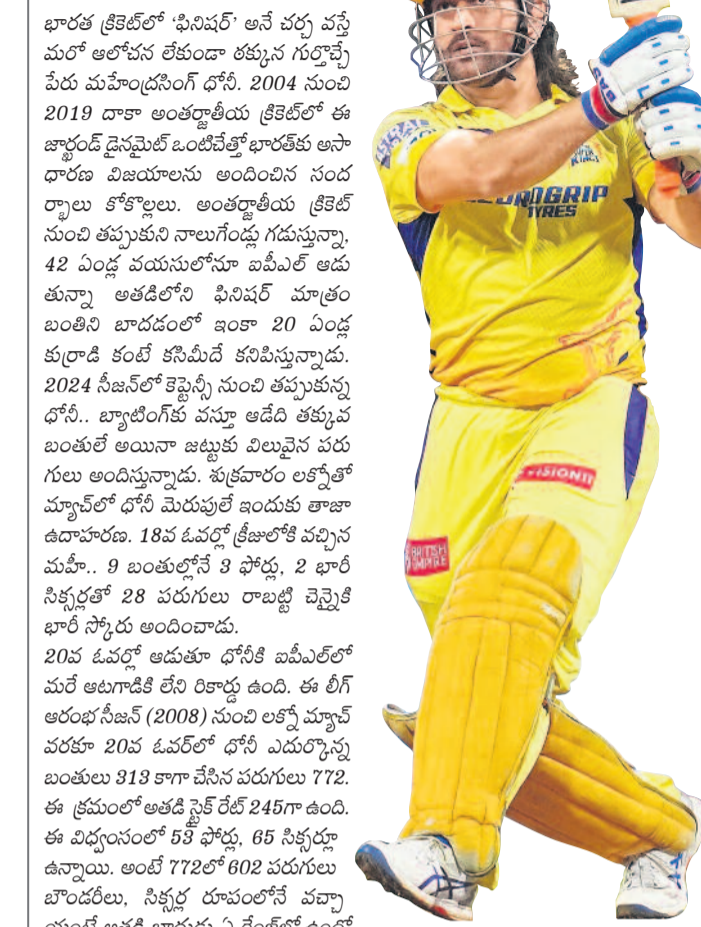 భారత క్రికెట్‌లో 'ఫినిషర్' అనే చర్చ వస్తే
మరో ఆలోచన లేకుండా ఠక్కున గుర్తొచ్చే
పేరు మహేంద్రసింగ్ ధోనీ. 2004 నుంచి
2019 దాకా అంతర్జాతీయ క్రికెట్‌లో ఈ
జార్ఖండ్ డైనమైట్ ఒంటిచేత్తో భారత్‌కు అసా
ధారణ విజయాలను అందించిన సంద
ర్భాలు కోకొల్లలు. అంతర్జాతీయ క్రికెట్
నుంచి తప్పుకుని నాలుగేండ్లు గడుస్తున్నా,
42 ఏండ్ల వయసులోనూ ఐపీఎల్ ఆడు
తున్నా అతడిలోని ఫినిషర్ మాత్రం
బంతిని బాదడంలో ఇంకా 20 ఏండ్ల
కుర్రాడి కంటే కసిమీదే కనిపిస్తున్నాడు.
2024 సీజన్‌లో కెప్టెన్సీ నుంచి తప్పుకున్న
ధోనీ.. బ్యాటింగ్‌కు వస్తూ ఆడేది తక్కువ
బంతులే అయినా జట్టుకు విలువైన పరు
గులు అందిస్తున్నాడు. శుక్రవారం లక్నోతో
మ్యాచ్‌లో ధోనీ మెరుపులే ఇందుకు తాజా
ఉదాహరణ. 18వ ఓవర్లో క్రీజులోకి వచ్చిన
మహీ.. 9 బంతుల్లోనే 3 ఫోర్లు, 2 భారీ
సిక్సర్లతో 28 పరుగులు రాబట్టి చెన్నైకి
భారీ స్కోరు అందించాడు.
20వ ఓవర్లో ఆడుతూ ధోనీకి ఐపీఎల్‌లో
మరే ఆటగాడికి లేని రికార్డు ఉంది. ఈ లీగ్
ఆరంభ సీజన్ (2008) నుంచి లక్నో మ్యాచ్
వరకూ 20వ ఓవర్‌లో ధోనీ ఎదుర్కొన్న
బంతులు 313 కాగా చేసిన పరుగులు 772.
ఈ క్రమంలో అతడి స్ట్రైక్ రేట్ 245గా ఉంది.
ఈ విధ్వంసంలో 53 ఫోర్లు, 65 సిక్సర్లూ
ఉన్నాయి. అంటే 772లో 602 పరుగులు
బౌండరీలు, సిక్సర్ల రూపంలోనే వచ్చా
KINGS
EUROGRIP
TYRES
BRITISH
EMPIRE